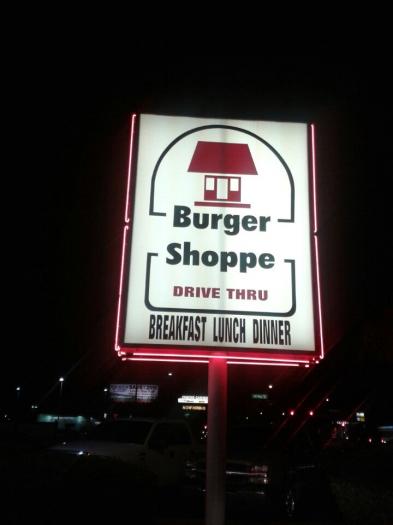 Burger
Shoppe
DRIVE THRU
BREAKFAST LUNCH DINNER